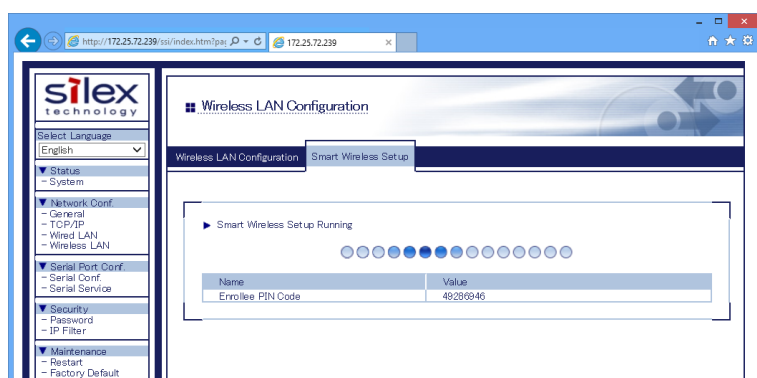 http://172.25.72.239/ssi/index.htm?pa
172.25.72.239
silex
technology
Select Language
English
▼ Status
- System
▼ Network Conf.
- General
- TCP/IP
- Wired LAN
- Wireless LAN
▼ Serial Port Conf.
- Serial Conf.
- Serial Service
▼ Security
- Password
- IP Filter
▼ Maintenance
- Restart
- Factory Default
Wireless LAN Configuration
Wireless LAN Configuration Smart Wireless Setup
Smart Wireless Setup Running
Name Value
Enrollee PIN Code 49286946